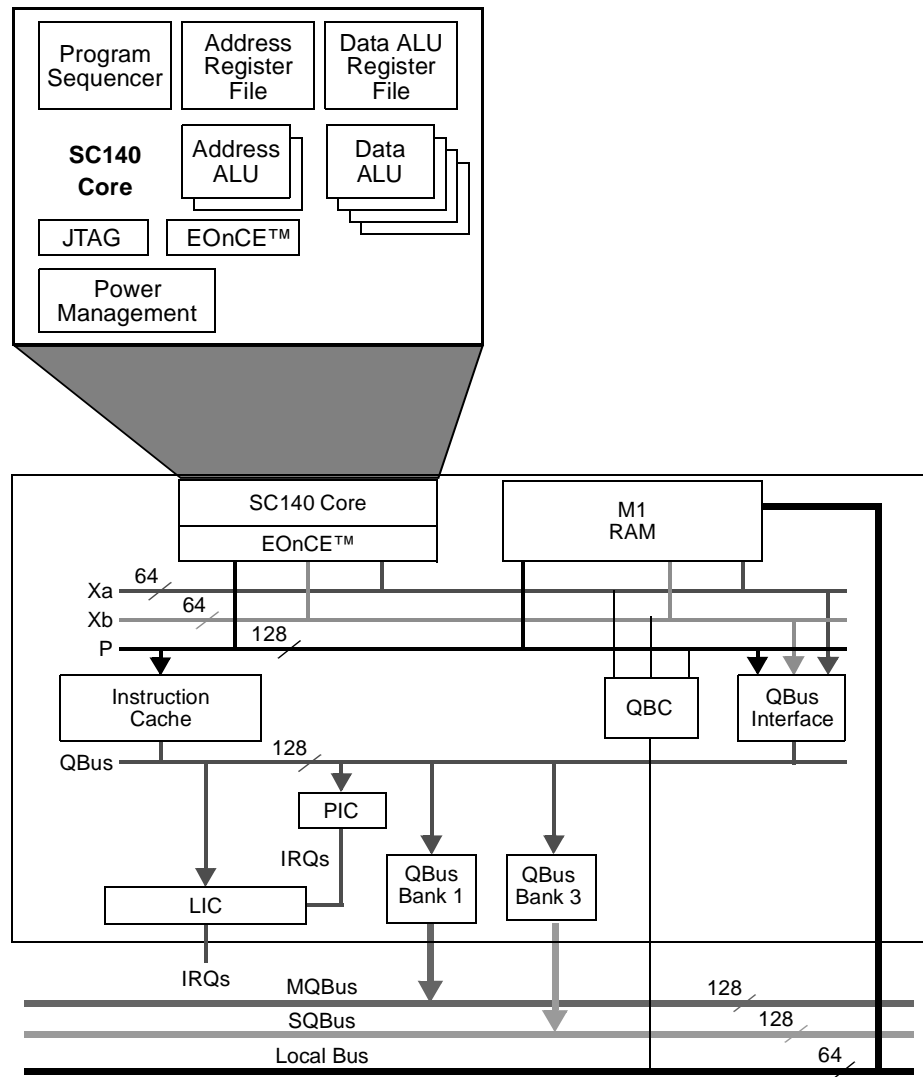 Program
Sequencer
Address
Register
File
Data ALU
Register
File
SC140
Core
Address
ALU
Data
ALU
JTAG
EOnCE™
Power
Management
SC140 Core
EOnCE™
M1
RAM
Xa
64
Xb
64
P
128
Instruction
Cache
QBC
QBus
Interface
QBus
128
PIC
IRQs
LIC
QBus
Bank 1
QBus
Bank 3
IRQs
MQBus
128
SQBus
128
Local Bus
64